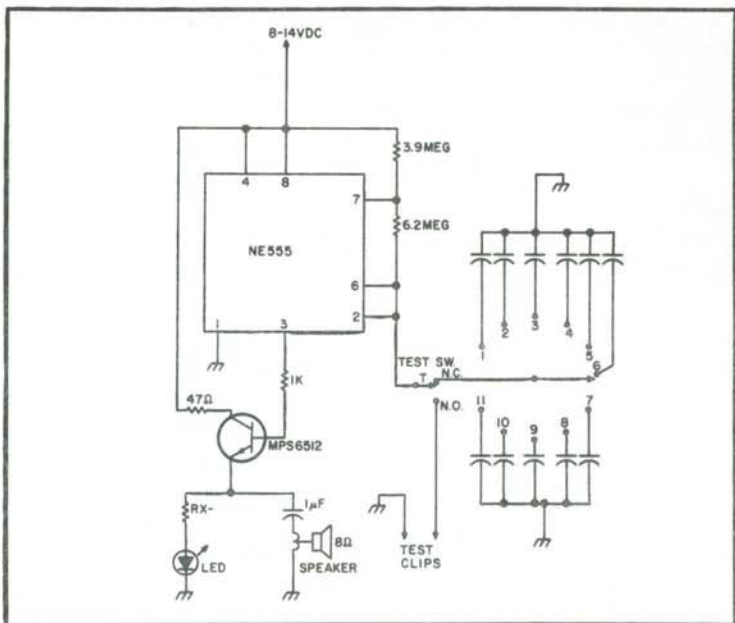 8-14VDC
3.9MEG
4
8
7
6.2MEG
NE555
6
2
1
3
1
2
3
4
5
6
TEST SW.
N.C.
T
1K
47Ω
N.O.
11
10
9
8
7
MPS6512
RX-
1µF
8Ω
LED
SPEAKER
TEST
CLIPS